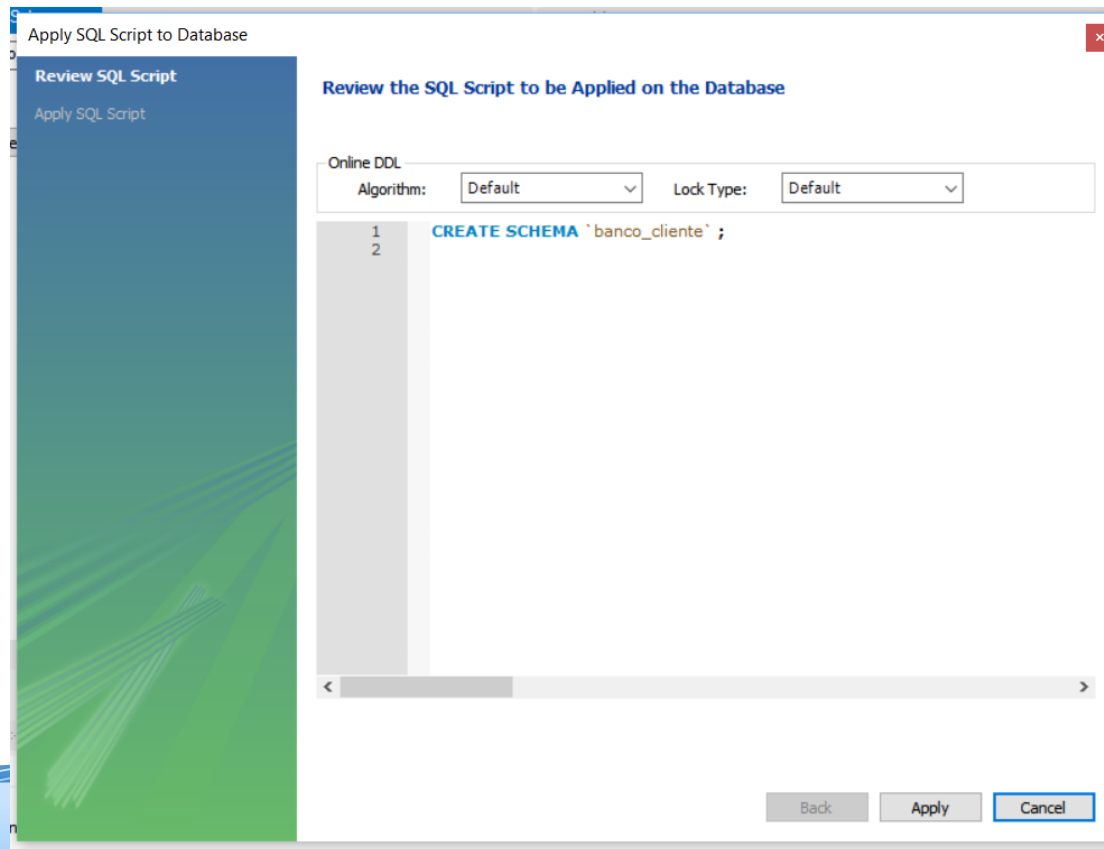 Apply SQL Script to Database
Review SQL Script
Apply SQL Script
Review the SQL Script to be Applied on the Database
Online DDL
Algorithm: Default Lock Type: Default
1 CREATE SCHEMA `banco_cliente` ;
2
Back Apply Cancel